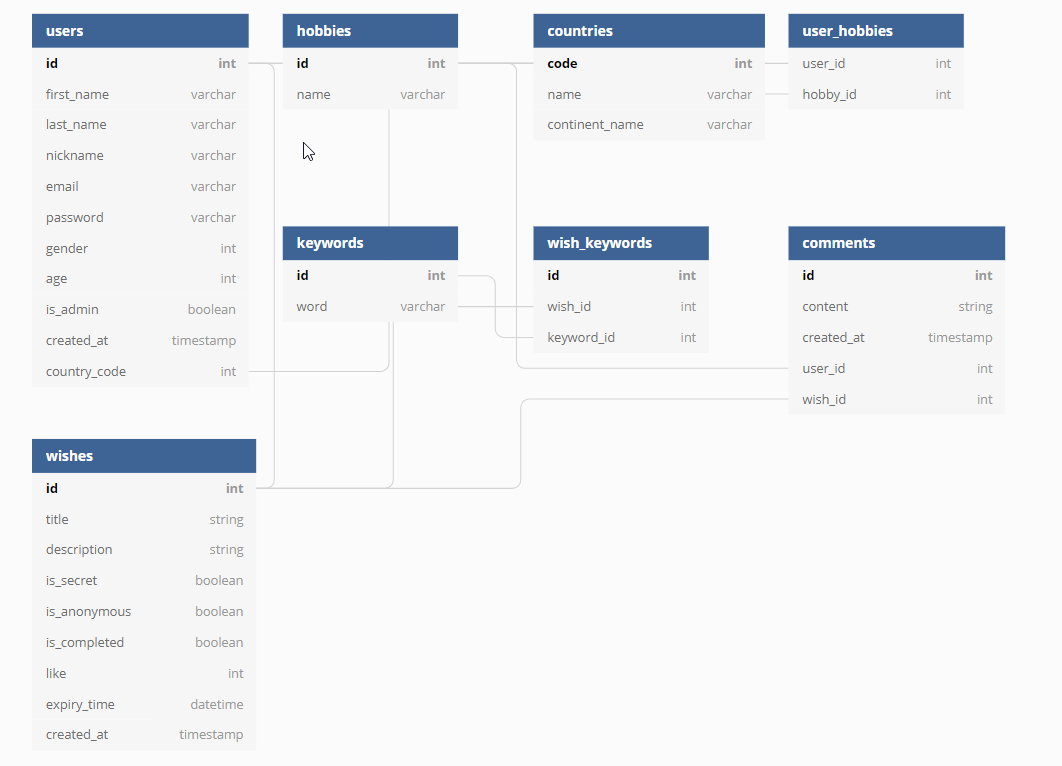 users
id int
first_name varchar
last_name varchar
nickname varchar
email varchar
password varchar
gender int
age int
is_admin boolean
created_at timestamp
country_code int
hobbies
id int
name varchar
countries
code int
name varchar
continent_name varchar
user_hobbies
user_id int
hobby_id int
keywords
id int
word varchar
wish_keywords
id int
wish_id int
keyword_id int
comments
id int
content string
created_at timestamp
user_id int
wish_id int
wishes
id int
title string
description string
is_secret boolean
is_anonymous boolean
is_completed boolean
like int
expiry_time datetime
created_at timestamp